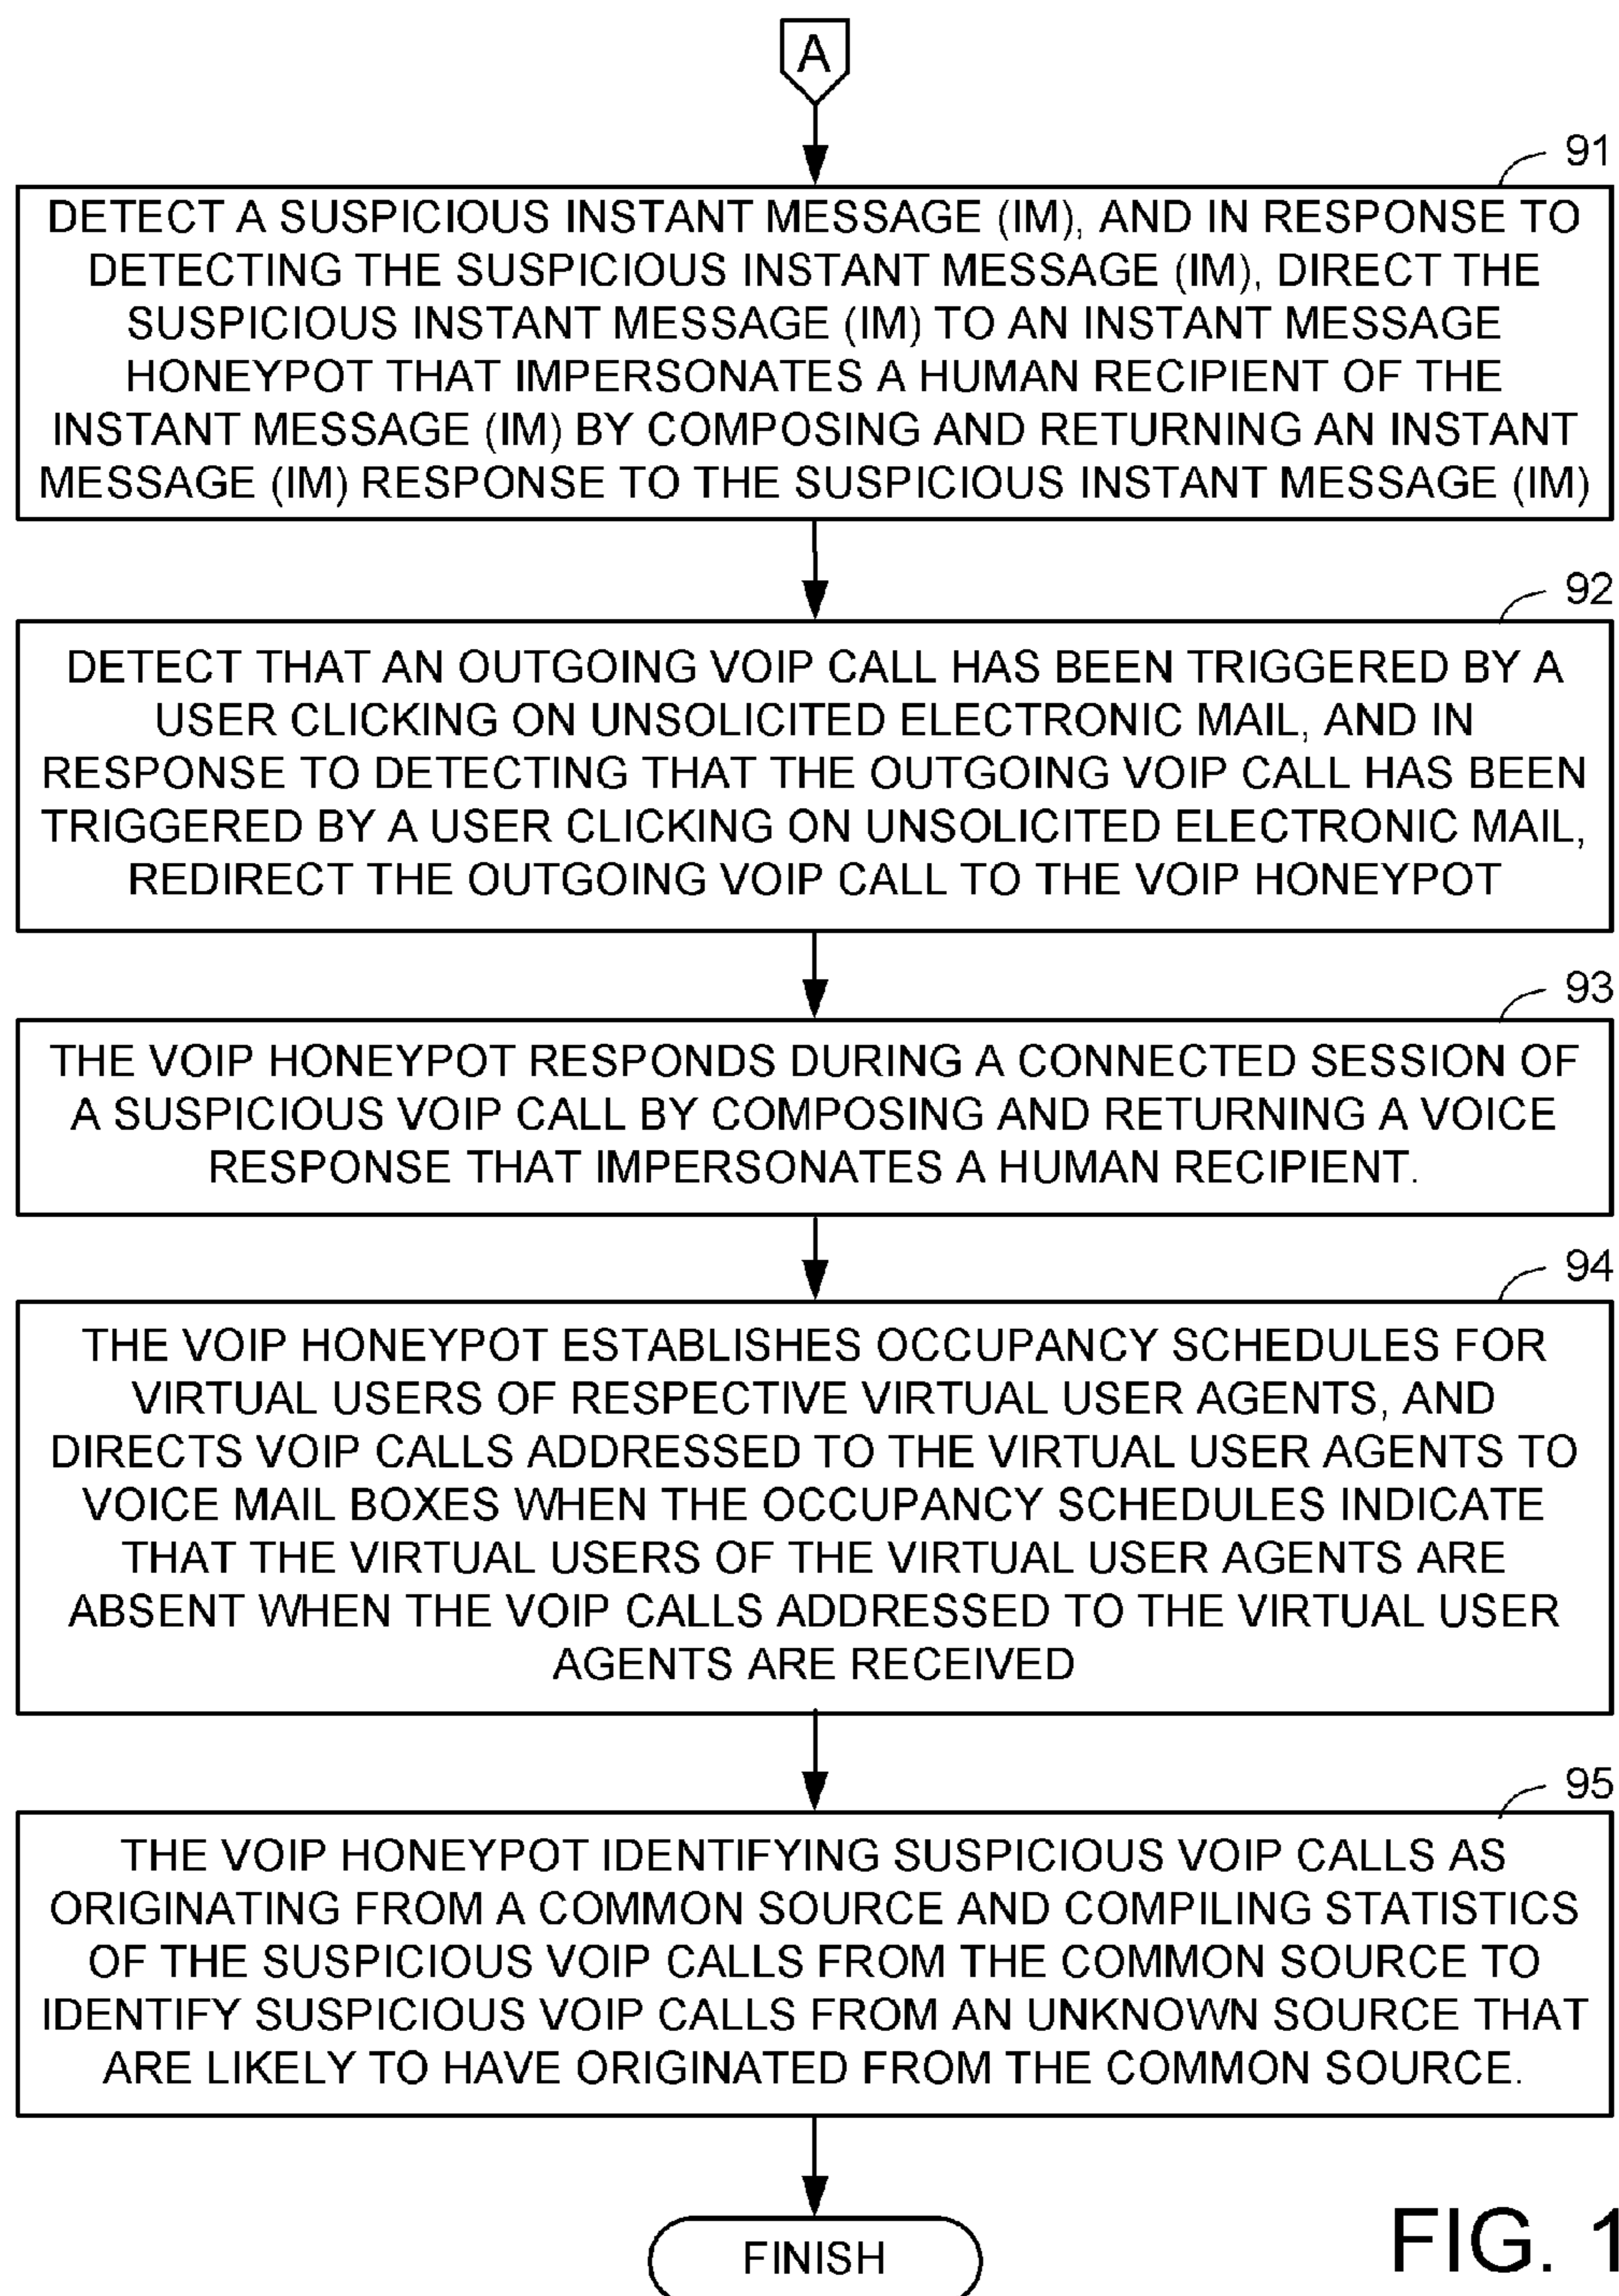 A
91
DETECT A SUSPICIOUS INSTANT MESSAGE (IM), AND IN RESPONSE TO
DETECTING THE SUSPICIOUS INSTANT MESSAGE (IM), DIRECT THE
SUSPICIOUS INSTANT MESSAGE (IM) TO AN INSTANT MESSAGE
HONEYPOT THAT IMPERSONATES A HUMAN RECIPIENT OF THE
INSTANT MESSAGE (IM) BY COMPOSING AND RETURNING AN INSTANT
MESSAGE (IM) RESPONSE TO THE SUSPICIOUS INSTANT MESSAGE (IM)
92
DETECT THAT AN OUTGOING VOIP CALL HAS BEEN TRIGGERED BY A
USER CLICKING ON UNSOLICITED ELECTRONIC MAIL, AND IN
RESPONSE TO DETECTING THAT THE OUTGOING VOIP CALL HAS BEEN
TRIGGERED BY A USER CLICKING ON UNSOLICITED ELECTRONIC MAIL,
REDIRECT THE OUTGOING VOIP CALL TO THE VOIP HONEYPOT
93
THE VOIP HONEYPOT RESPONDS DURING A CONNECTED SESSION OF
A SUSPICIOUS VOIP CALL BY COMPOSING AND RETURNING A VOICE
RESPONSE THAT IMPERSONATES A HUMAN RECIPIENT.
94
THE VOIP HONEYPOT ESTABLISHES OCCUPANCY SCHEDULES FOR
VIRTUAL USERS OF RESPECTIVE VIRTUAL USER AGENTS, AND
DIRECTS VOIP CALLS ADDRESSED TO THE VIRTUAL USER AGENTS TO
VOICE MAIL BOXES WHEN THE OCCUPANCY SCHEDULES INDICATE
THAT THE VIRTUAL USERS OF THE VIRTUAL USER AGENTS ARE
ABSENT WHEN THE VOIP CALLS ADDRESSED TO THE VIRTUAL USER
AGENTS ARE RECEIVED
95
THE VOIP HONEYPOT IDENTIFYING SUSPICIOUS VOIP CALLS AS
ORIGINATING FROM A COMMON SOURCE AND COMPILING STATISTICS
OF THE SUSPICIOUS VOIP CALLS FROM THE COMMON SOURCE TO
IDENTIFY SUSPICIOUS VOIP CALLS FROM AN UNKNOWN SOURCE THAT
ARE LIKELY TO HAVE ORIGINATED FROM THE COMMON SOURCE.
FINISH
FIG. 1